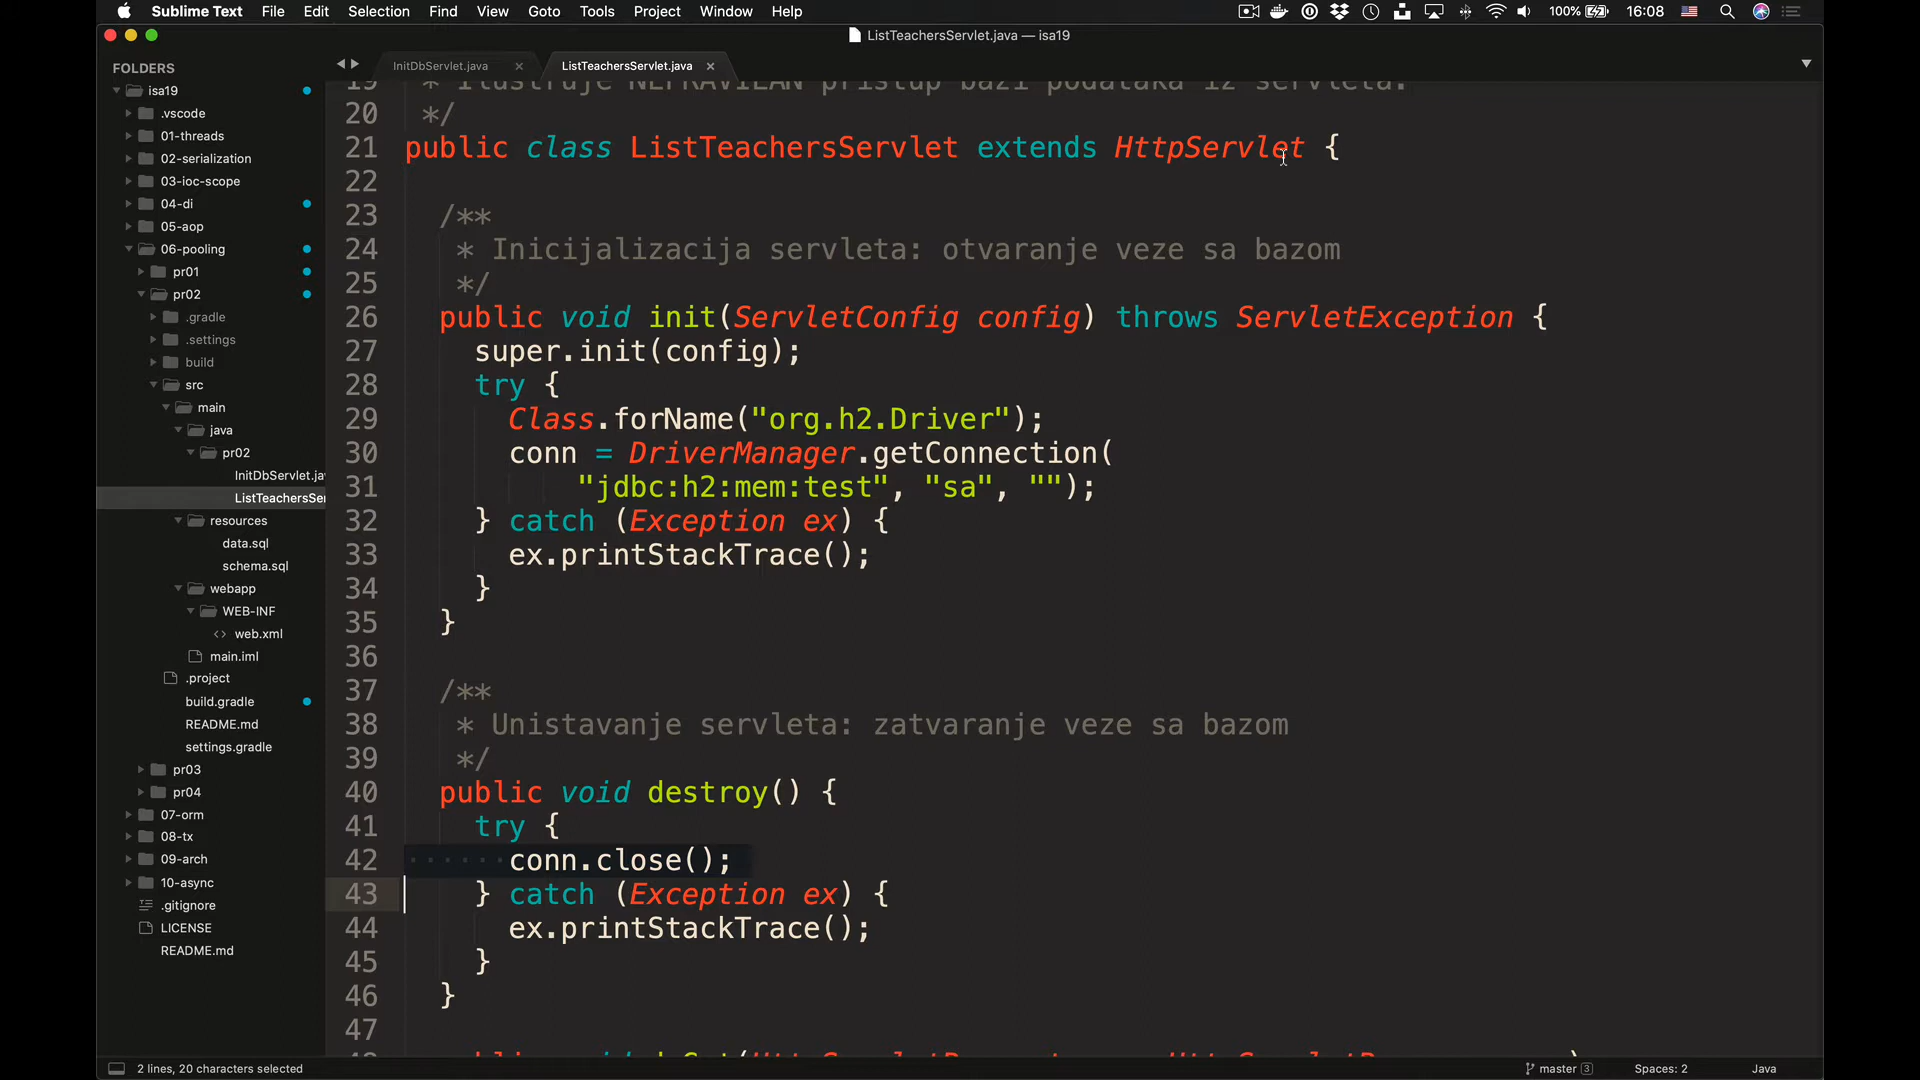 Sublime Text File Edit Selection Find View Goto Tools Project Window Help 100% 16:08
ListTeachersServlet.java — isa19
FOLDERS
isa19
.vscode
01-threads
02-serialization
03-ioc-scope
04-di
05-aop
06-pooling
pr01
pr02
.gradle
.settings
build
src
main
java
pr02
InitDbServlet.ja
ListTeachersSer
resources
data.sql
schema.sql
webapp
WEB-INF
<> web.xml
main.iml
.project
build.gradle
README.md
settings.gradle
pr03
pr04
07-orm
08-tx
09-arch
10-async
.gitignore
LICENSE
README.md
InitDbServlet.java × ListTeachersServlet.java ×
19 * Ilustruje NEPRAVILAN pristup bazi podataka iz servleta.
20 */
21 public class ListTeachersServlet extends HttpServlet {
22
23 /**
24 * Inicijalizacija servleta: otvaranje veze sa bazom
25 */
26 public void init(ServletConfig config) throws ServletException {
27 super.init(config);
28 try {
29 Class.forName("org.h2.Driver");
30 conn = DriverManager.getConnection(
31 "jdbc:h2:mem:test", "sa", "");
32 } catch (Exception ex) {
33 ex.printStackTrace();
34 }
35 }
36
37 /**
38 * Unistavanje servleta: zatvaranje veze sa bazom
39 */
40 public void destroy() {
41 try {
42 conn.close();
43 } catch (Exception ex) {
44 ex.printStackTrace();
45 }
46 }
47
2 lines, 20 characters selected master 3 Spaces: 2 Java